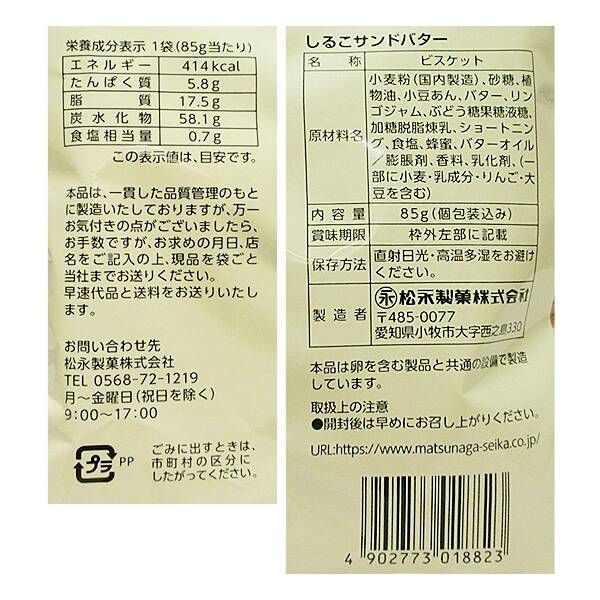 栄養成分表示 1袋(85g当たり)
エネルギー 414kcal
たんぱく質 5.8g
脂質 17.5g
炭水化物 58.1g
食塩相当量 0.7g
この表示値は、目安です。
本品は、一貫した品質管理のもと
に製造いたしておりますが、万一
お気付きの点がございましたら、
お手数ですが、お求めの月日、店
名をご記入の上、現品を袋ごと
当社までお送りください。
早速代品と送料をお送りいたし
ます。
お問い合わせ先
松永製菓株式会社
TEL 0568-72-1219
月～金曜日(祝日を除く)
9:00～17:00
プラ PP
ごみに出すときは、
市町村の区分に
したがってください。
しるこサンドバター
名称 ビスケット
原材料名 小麦粉(国内製造)、砂糖、植
物油、小豆あん、バター、リン
ゴジャム、ぶどう糖果糖液糖、
加糖脱脂煉乳、ショートニン
グ、食塩、蜂蜜、バターオイル
/膨脹剤、香料、乳化剤、(一
部に小麦・乳成分・りんご・大
豆を含む)
内容量 85g(個包装込み)
賞味期限 枠外左部に記載
保存方法 直射日光・高温多湿をお避け
ください。
製造者 永松永製菓株式会社
〒485-0077
愛知県小牧市大字西之島330
本品は卵を含む製品と共通の設備で製造
しています。
取扱上の注意
●開封後は早めにお召し上がりください。
URL:https://www.matsunaga-seika.co.jp/
4 902773 018823